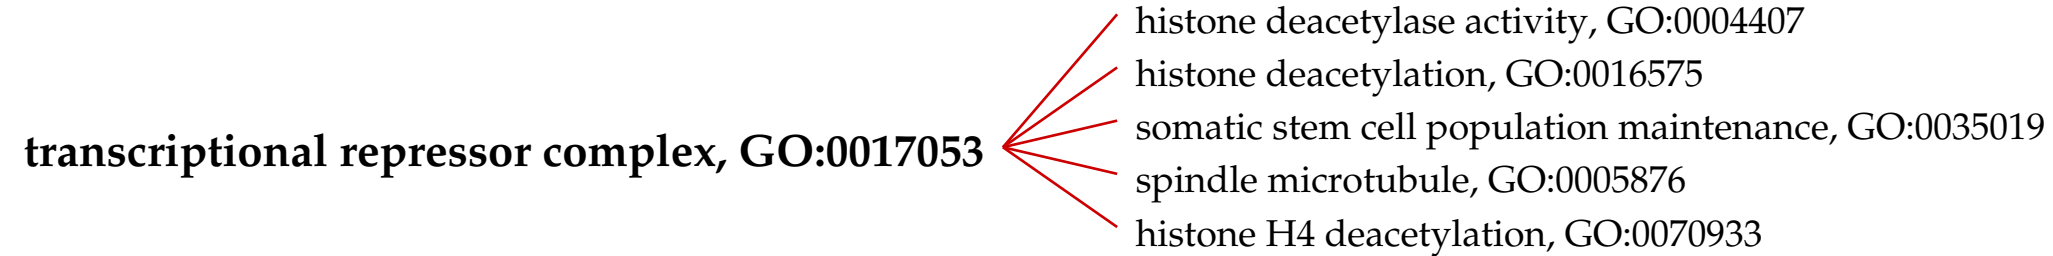 transcriptional repressor complex, GO:0017053
histone deacetylase activity, GO:0004407
histone deacetylation, GO:0016575
somatic stem cell population maintenance, GO:0035019
spindle microtubule, GO:0005876
histone H4 deacetylation, GO:0070933